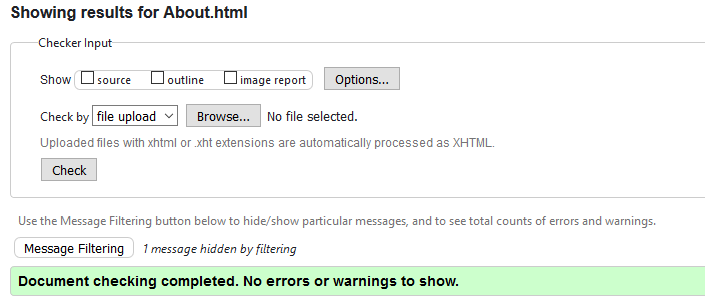 Showing results for About.html
Checker Input
Show source outline image report Options...
Check by file upload Browse... No file selected.
Uploaded files with xhtml or .xht extensions are automatically processed as XHTML.
Check
Use the Message Filtering button below to hide/show particular messages, and to see total counts of errors and warnings.
Message Filtering 1 message hidden by filtering
Document checking completed. No errors or warnings to show.